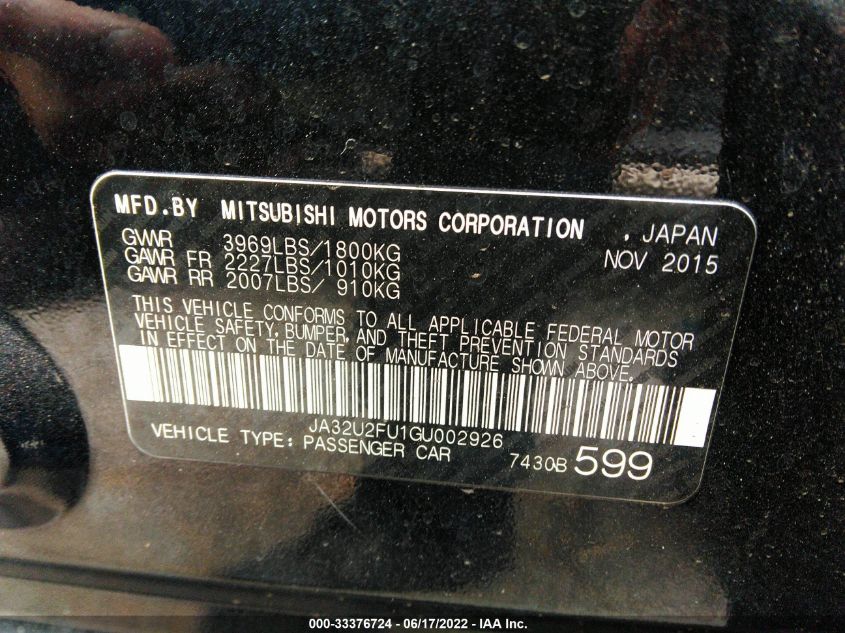 MFD.BY MITSUBISHI MOTORS CORPORATION , JAPAN
GVWR 3969LBS/1800KG NOV 2015
GAWR FR 2227LBS/1010KG
GAWR RR 2007LBS/ 910KG
THIS VEHICLE CONFORMS TO ALL APPLICABLE FEDERAL MOTOR
VEHICLE SAFETY, BUMPER, AND THEFT PREVENTION STANDARDS
IN EFFECT ON THE DATE OF MANUFACTURE SHOWN ABOVE.
JA32U2FU1GU002926
VEHICLE TYPE: PASSENGER CAR 7430B 599
000-33376724 - 06/17/2022 - IAA Inc.